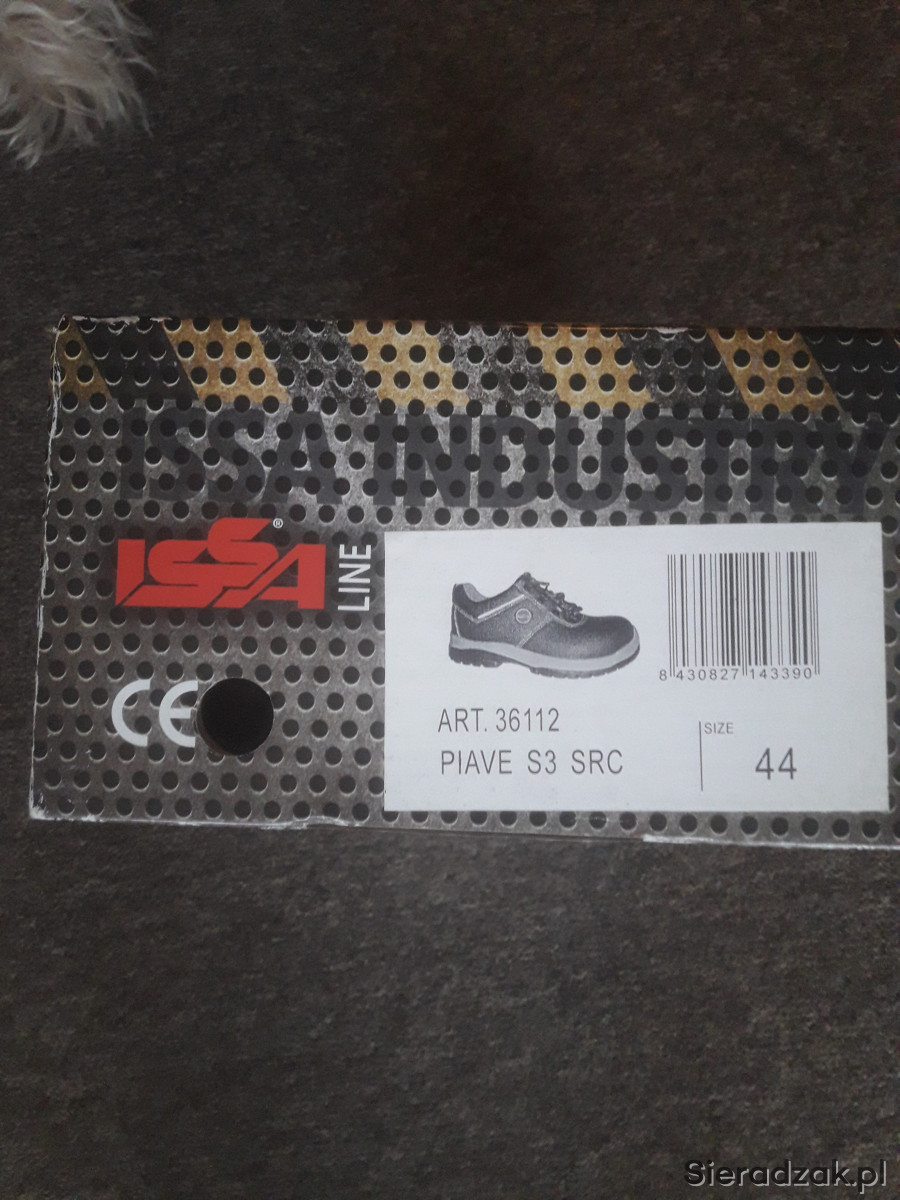 ISSA INDUSTRY
ISSA®
LINE
CE
8 430827 143390
ART. 36112
PIAVE S3 SRC
SIZE
44
Sieradzak.pl